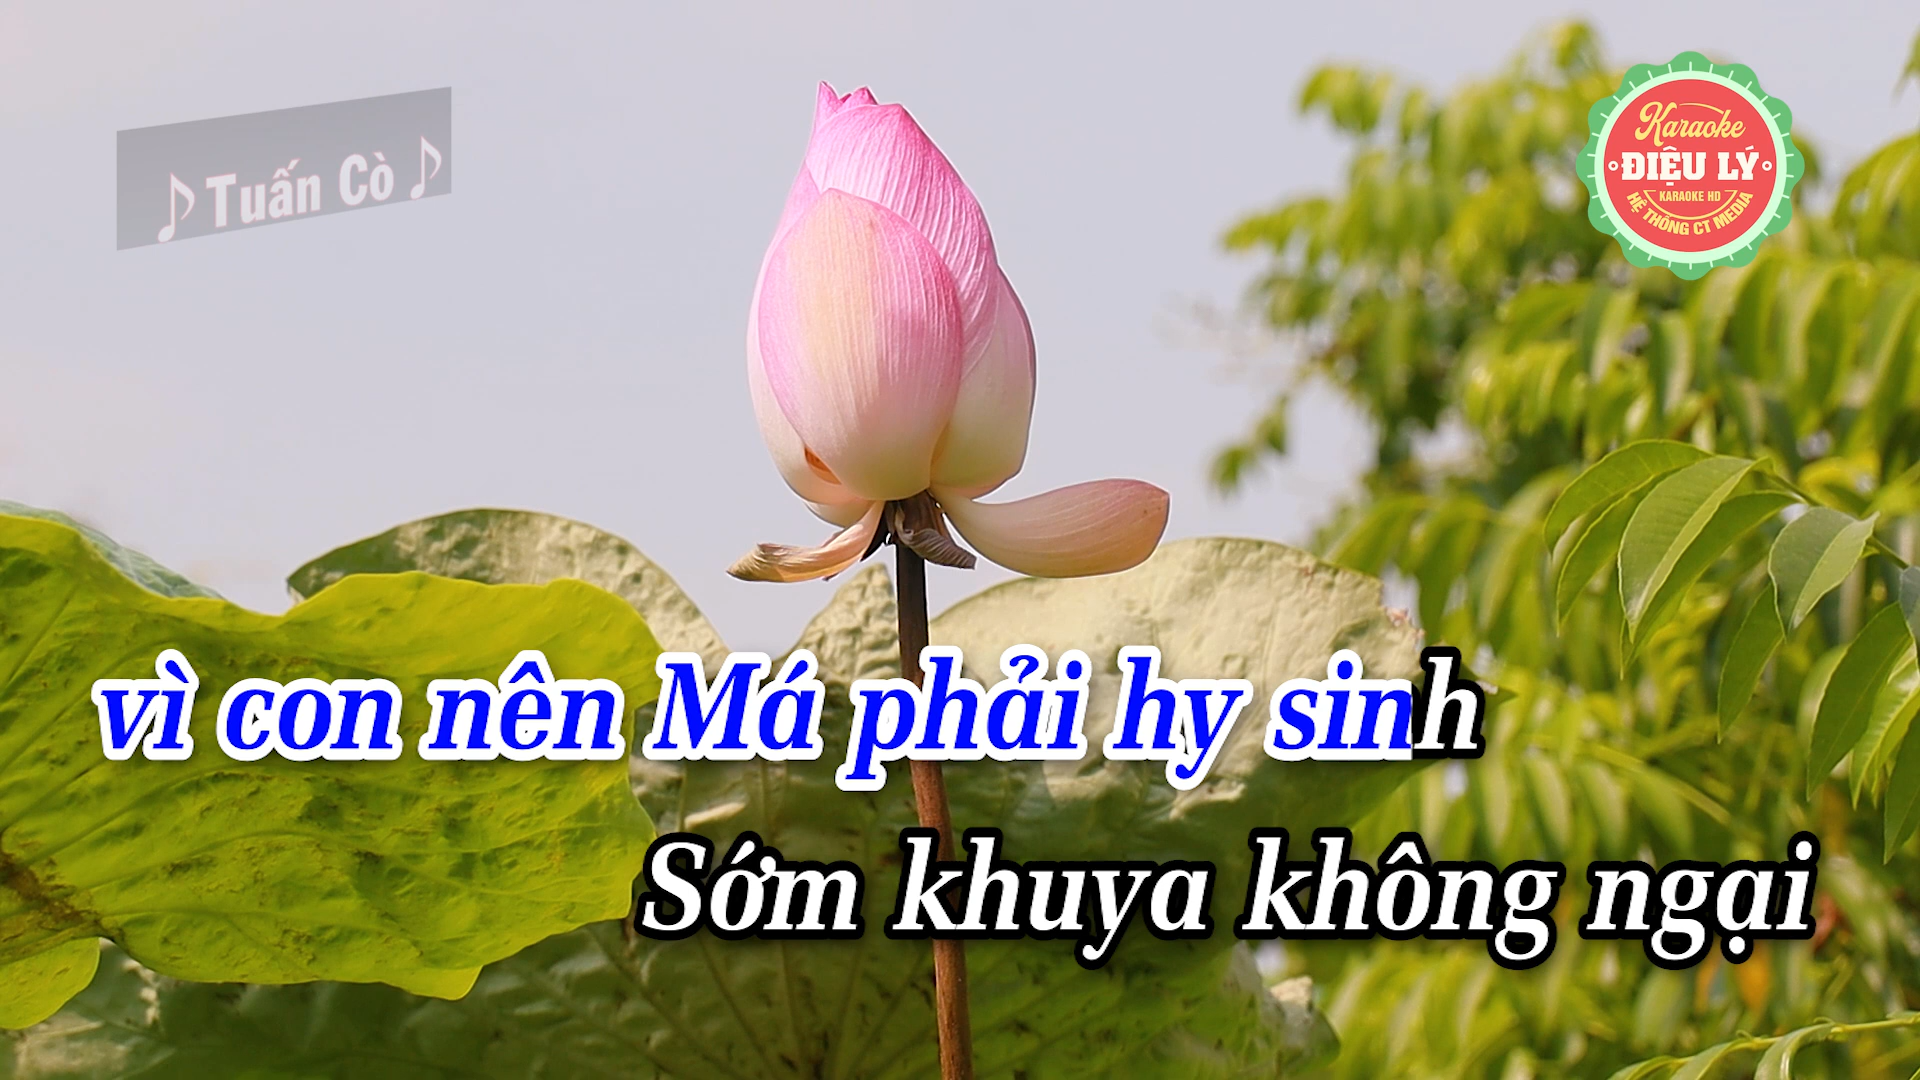 ♪ Tuấn Cò ♪
Karaoke
ĐIỆU LÝ
KARAOKE HD
HỆ THỐNG CT MEDIA
vì con nên Má phải hy sinh
Sớm khuya không ngại